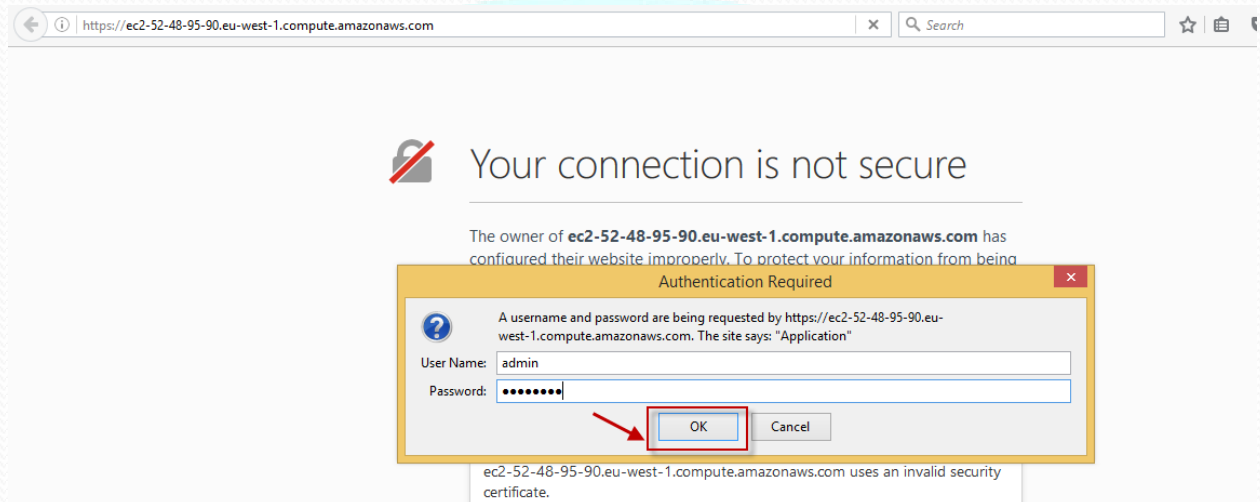 https://ec2-52-48-95-90.eu-west-1.compute.amazonaws.com
Search
Your connection is not secure
The owner of ec2-52-48-95-90.eu-west-1.compute.amazonaws.com has
configured their website improperly. To protect your information from being
Authentication Required
A username and password are being requested by https://ec2-52-48-95-90.eu-
west-1.compute.amazonaws.com. The site says: "Application"
User Name: admin
Password: ●●●●●●●●
OK Cancel
ec2-52-48-95-90.eu-west-1.compute.amazonaws.com uses an invalid security
certificate.